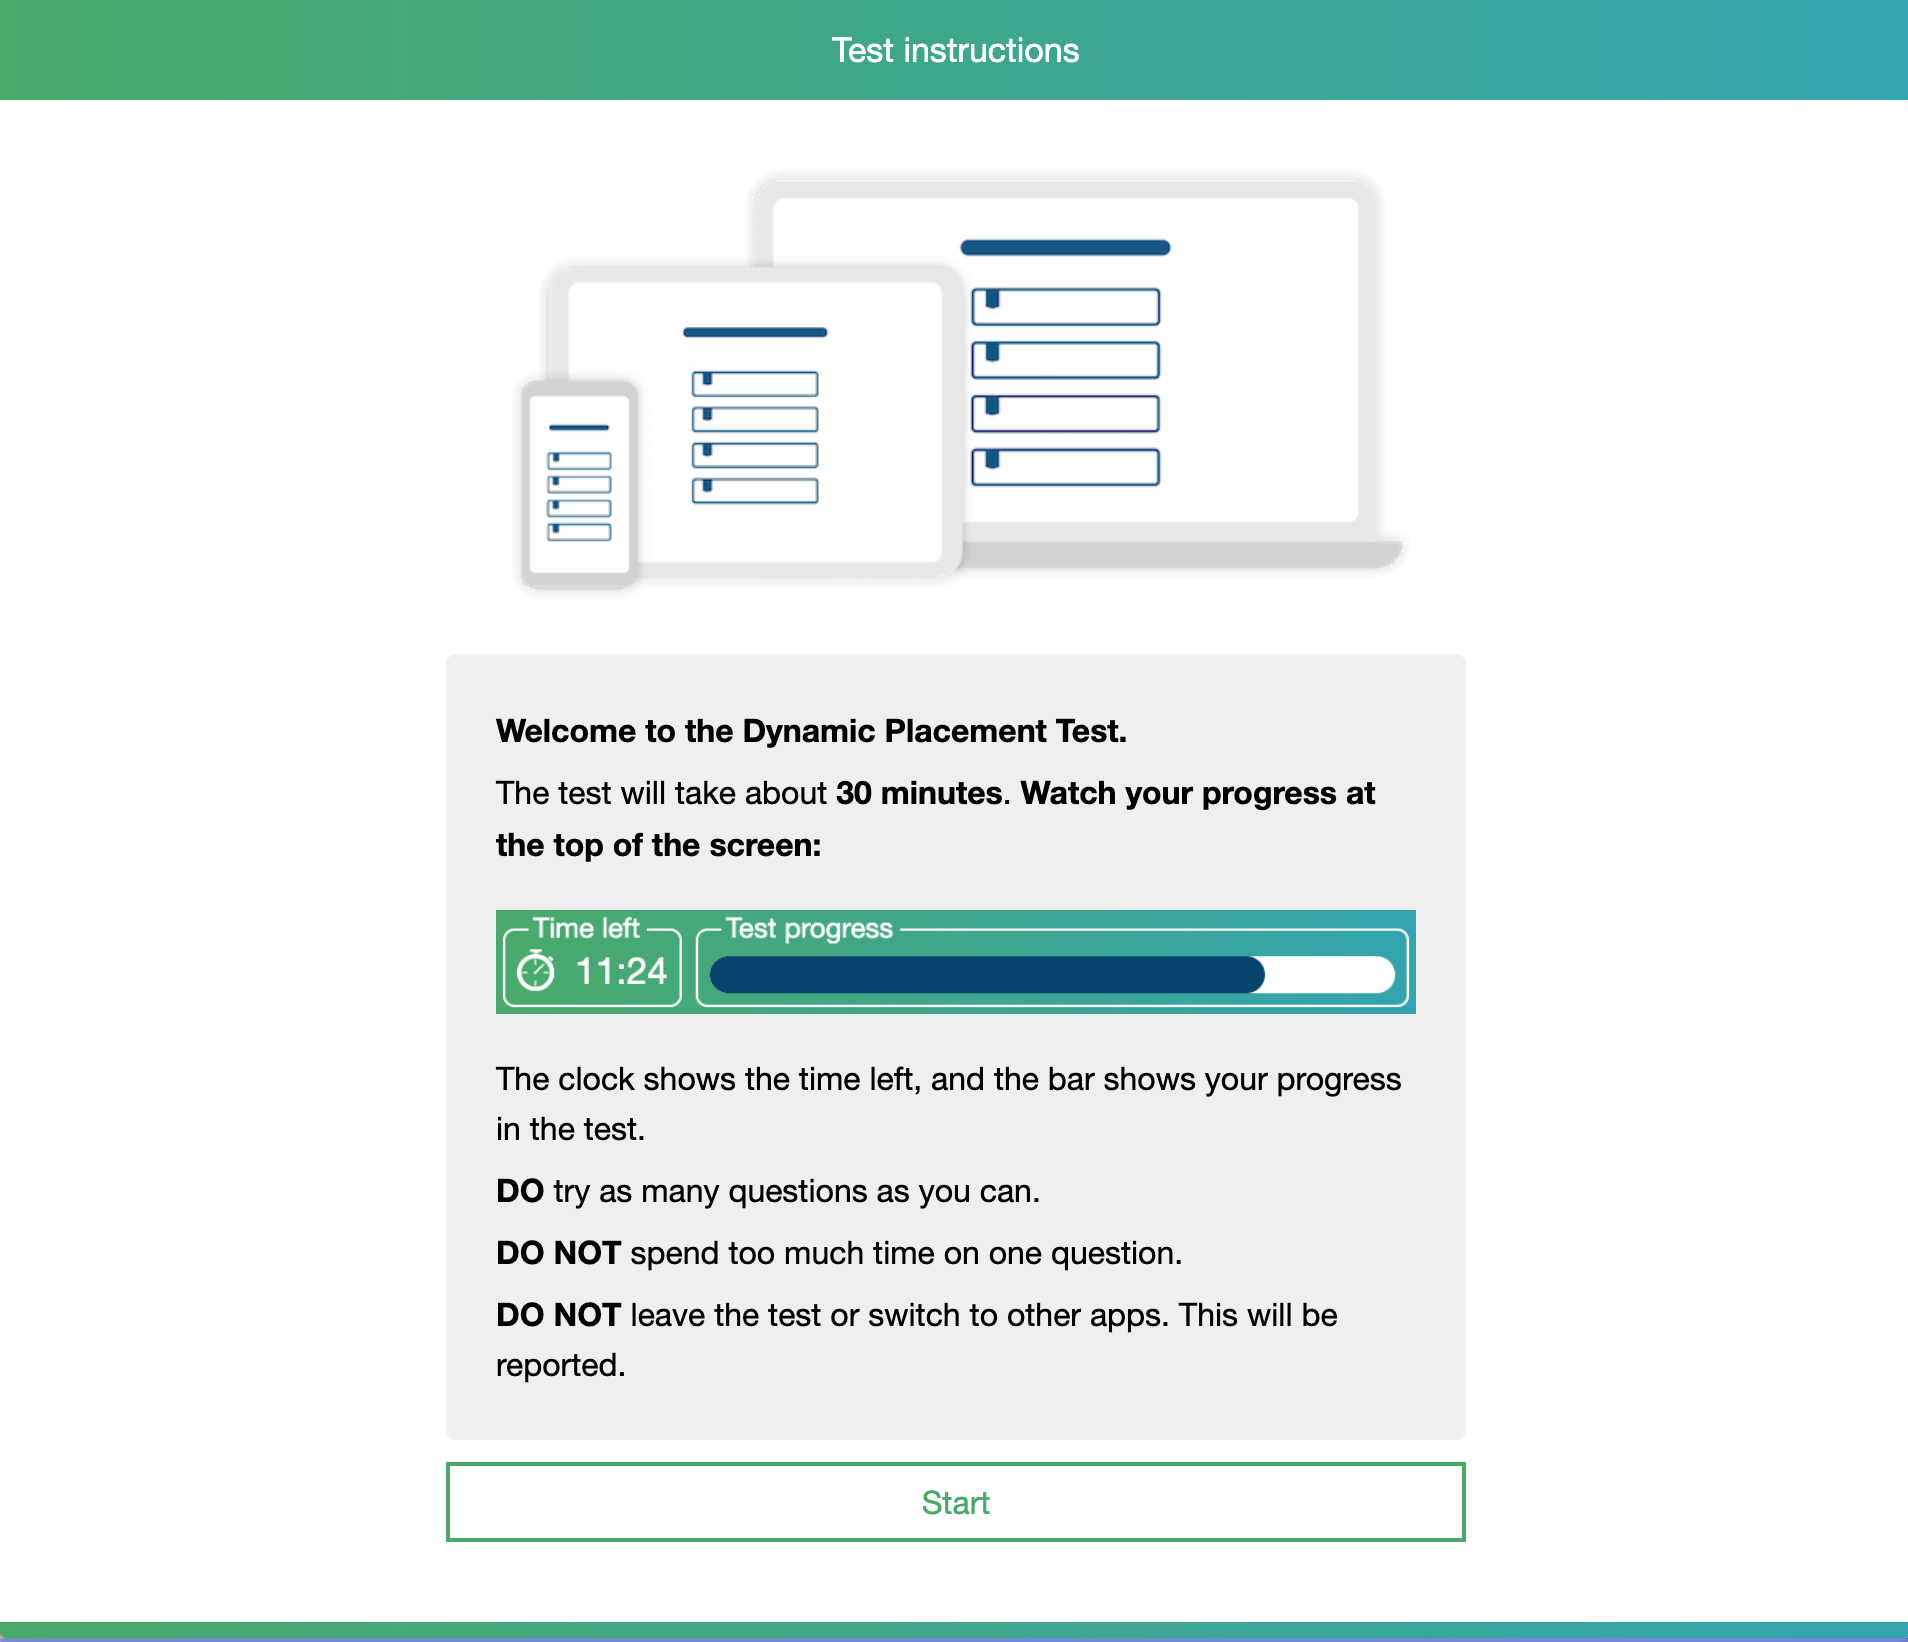 Test instructions
Welcome to the Dynamic Placement Test.
The test will take about 30 minutes. Watch your progress at
the top of the screen:
Time left
11:24
Test progress
The clock shows the time left, and the bar shows your progress
in the test.
DO try as many questions as you can.
DO NOT spend too much time on one question.
DO NOT leave the test or switch to other apps. This will be
reported.
Start